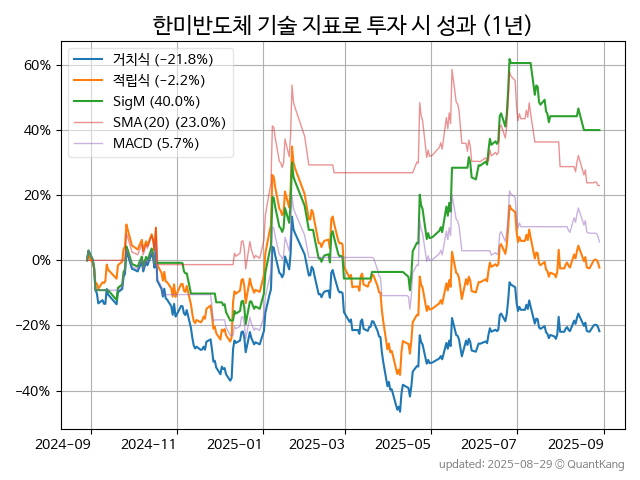 한미반도체 기술 지표로 투자 시 성과 (1년)
거치식 (−21.8%)
적립식 (−2.2%)
SigM (40.0%)
SMA(20) (23.0%)
MACD (5.7%)
60%
40%
20%
0%
−20%
−40%
2024-09 2024-11 2025-01 2025-03 2025-05 2025-07 2025-09
updated: 2025-08-29 © QuantKang